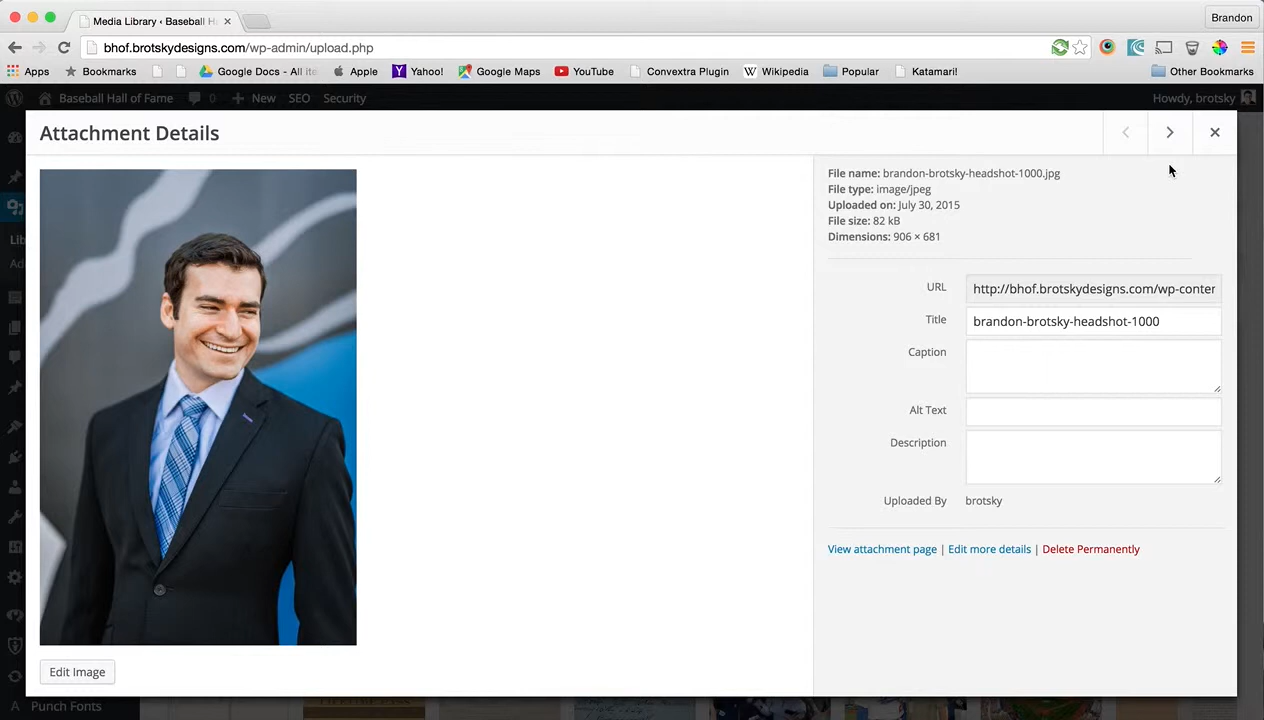 Media Library ‹ Baseball H
Brandon
bhof.brotskydesigns.com/wp-admin/upload.php
Apps Bookmarks Google Docs - All ite Apple Yahoo! Google Maps YouTube Convextra Plugin Wikipedia Popular Katamari! Other Bookmarks
Baseball Hall of Fame 0 New SEO Security Howdy, brotsky
Attachment Details
File name: brandon-brotsky-headshot-1000.jpg
File type: image/jpeg
Uploaded on: July 30, 2015
File size: 82 kB
Dimensions: 906 × 681
URL http://bhof.brotskydesigns.com/wp-conter
Title brandon-brotsky-headshot-1000
Caption
Alt Text
Description
Uploaded By brotsky
View attachment page | Edit more details | Delete Permanently
Edit Image
Punch Fonts